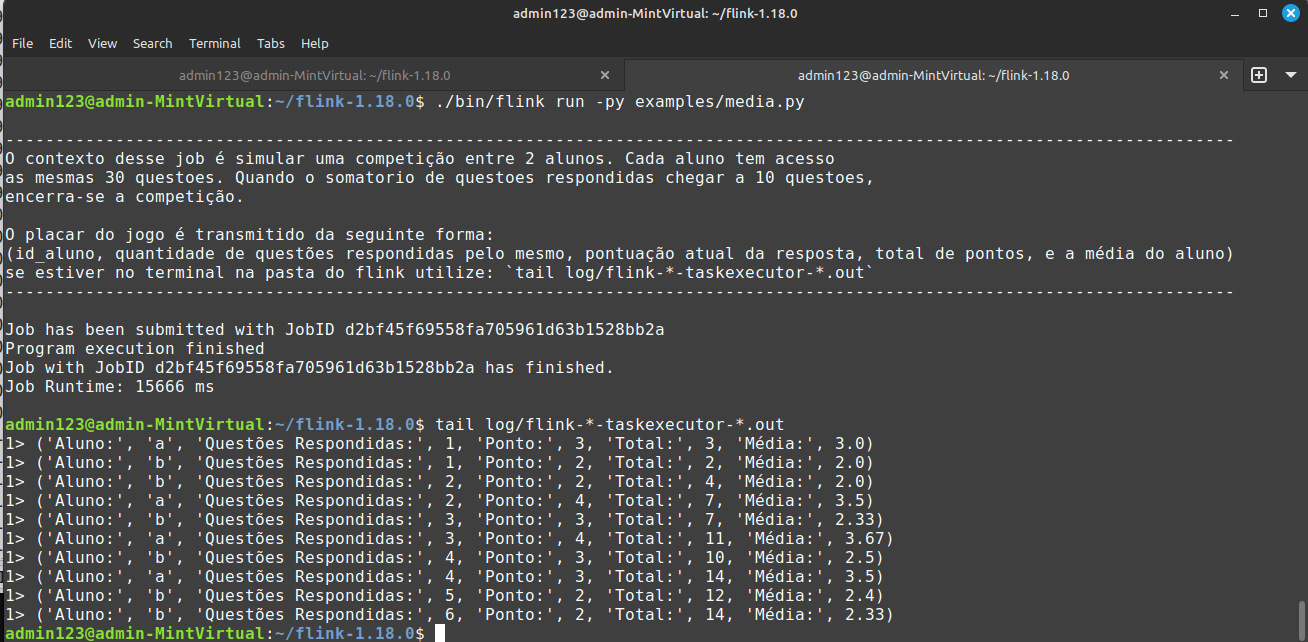 admin123@admin-MintVirtual: ~/flink-1.18.0
File Edit View Search Terminal Tabs Help
admin123@admin-MintVirtual: ~/flink-1.18.0 admin123@admin-MintVirtual: ~/flink-1.18.0
admin123@admin-MintVirtual:~/flink-1.18.0$ ./bin/flink run -py examples/media.py
---------------------------------------------------------------------------------------------------------------------------
O contexto desse job é simular uma competição entre 2 alunos. Cada aluno tem acesso
as mesmas 30 questoes. Quando o somatorio de questoes respondidas chegar a 10 questoes,
encerra-se a competição.
O placar do jogo é transmitido da seguinte forma:
(id_aluno, quantidade de questões respondidas pelo mesmo, pontuação atual da resposta, total de pontos, e a média do aluno)
se estiver no terminal na pasta do flink utilize: `tail log/flink-*-taskexecutor-*.out`
---------------------------------------------------------------------------------------------------------------------------
Job has been submitted with JobID d2bf45f69558fa705961d63b1528bb2a
Program execution finished
Job with JobID d2bf45f69558fa705961d63b1528bb2a has finished.
Job Runtime: 15666 ms
admin123@admin-MintVirtual:~/flink-1.18.0$ tail log/flink-*-taskexecutor-*.out
1> ('Aluno:', 'a', 'Questões Respondidas:', 1, 'Ponto:', 3, 'Total:', 3, 'Média:', 3.0)
1> ('Aluno:', 'b', 'Questões Respondidas:', 1, 'Ponto:', 2, 'Total:', 2, 'Média:', 2.0)
1> ('Aluno:', 'b', 'Questões Respondidas:', 2, 'Ponto:', 2, 'Total:', 4, 'Média:', 2.0)
1> ('Aluno:', 'a', 'Questões Respondidas:', 2, 'Ponto:', 4, 'Total:', 7, 'Média:', 3.5)
1> ('Aluno:', 'b', 'Questões Respondidas:', 3, 'Ponto:', 3, 'Total:', 7, 'Média:', 2.33)
1> ('Aluno:', 'a', 'Questões Respondidas:', 3, 'Ponto:', 4, 'Total:', 11, 'Média:', 3.67)
1> ('Aluno:', 'b', 'Questões Respondidas:', 4, 'Ponto:', 3, 'Total:', 10, 'Média:', 2.5)
1> ('Aluno:', 'a', 'Questões Respondidas:', 4, 'Ponto:', 3, 'Total:', 14, 'Média:', 3.5)
1> ('Aluno:', 'b', 'Questões Respondidas:', 5, 'Ponto:', 2, 'Total:', 12, 'Média:', 2.4)
1> ('Aluno:', 'b', 'Questões Respondidas:', 6, 'Ponto:', 2, 'Total:', 14, 'Média:', 2.33)
admin123@admin-MintVirtual:~/flink-1.18.0$